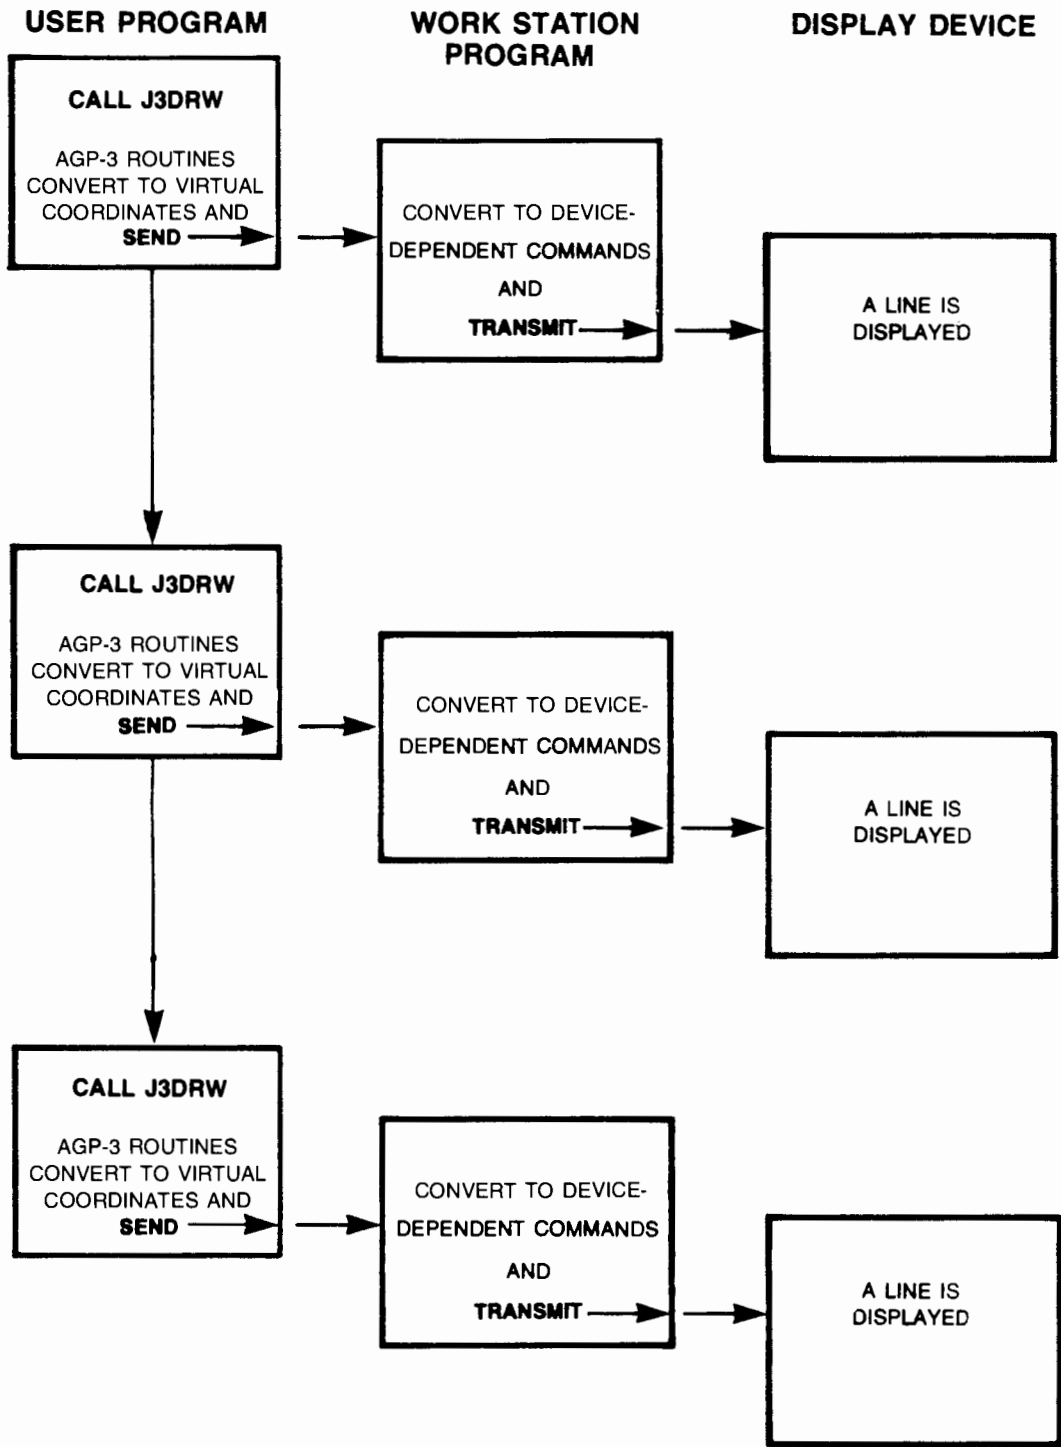 USER PROGRAM
WORK STATION
PROGRAM
DISPLAY DEVICE
CALL J3DRW
AGP-3 ROUTINES
CONVERT TO VIRTUAL
COORDINATES AND
SEND
CONVERT TO DEVICE-
DEPENDENT COMMANDS
AND
TRANSMIT
A LINE IS
DISPLAYED
CALL J3DRW
AGP-3 ROUTINES
CONVERT TO VIRTUAL
COORDINATES AND
SEND
CONVERT TO DEVICE-
DEPENDENT COMMANDS
AND
TRANSMIT
A LINE IS
DISPLAYED
CALL J3DRW
AGP-3 ROUTINES
CONVERT TO VIRTUAL
COORDINATES AND
SEND
CONVERT TO DEVICE-
DEPENDENT COMMANDS
AND
TRANSMIT
A LINE IS
DISPLAYED